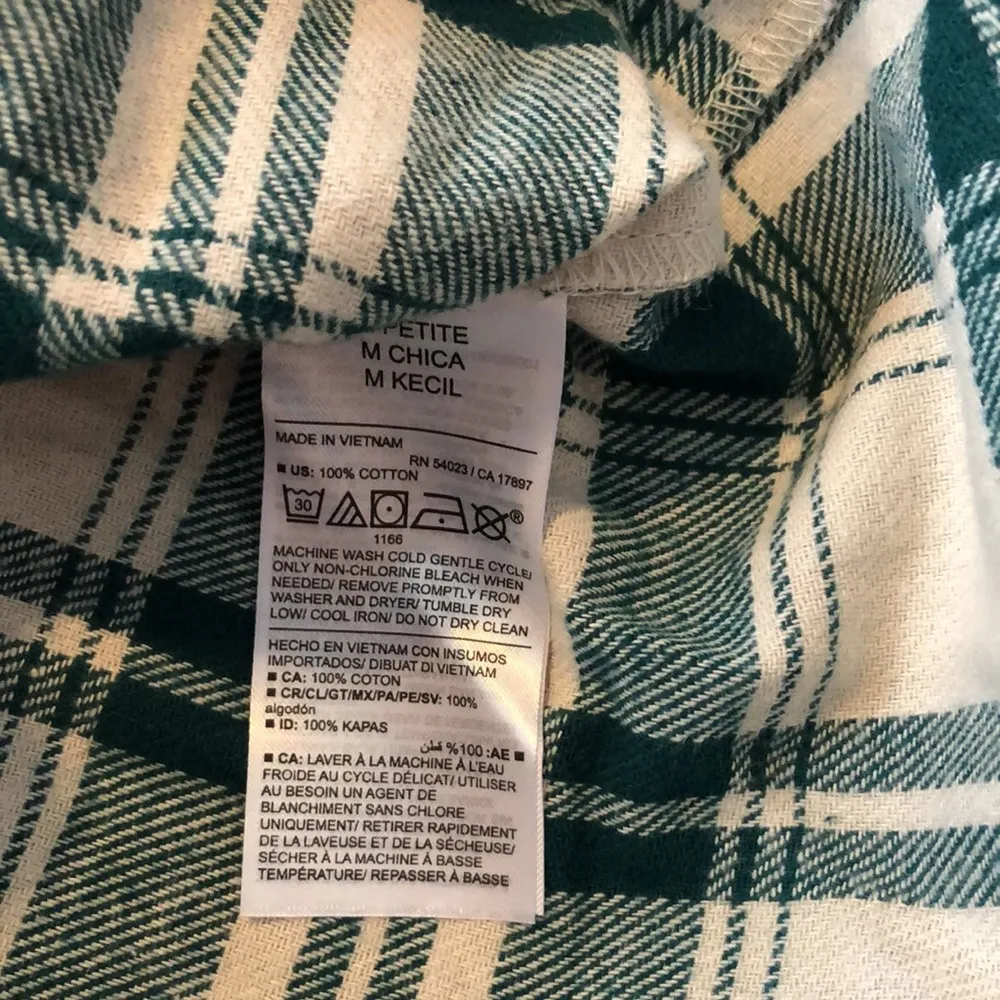 PETITE
M CHICA
M KECIL
MADE IN VIETNAM
RN 54023 / CA 17897
■ US: 100% COTTON
30
®
1166
MACHINE WASH COLD GENTLE CYCLE/
ONLY NON-CHLORINE BLEACH WHEN
NEEDED/ REMOVE PROMPTLY FROM
WASHER AND DRYER/ TUMBLE DRY
LOW/ COOL IRON/ DO NOT DRY CLEAN
HECHO EN VIETNAM CON INSUMOS
IMPORTADOS/ DIBUAT DI VIETNAM
■ CA: 100% COTON
■ CR/CL/GT/MX/PA/PE/SV: 100%
algodón
■ ID: 100% KAPAS
■ AE: 100% قطن
■ CA: LAVER À LA MACHINE À L'EAU
FROIDE AU CYCLE DÉLICAT/ UTILISER
AU BESOIN UN AGENT DE
BLANCHIMENT SANS CHLORE
UNIQUEMENT/ RETIRER RAPIDEMENT
DE LA LAVEUSE ET DE LA SÉCHEUSE/
SÉCHER À LA MACHINE À BASSE
TEMPÉRATURE/ REPASSER À BASSE